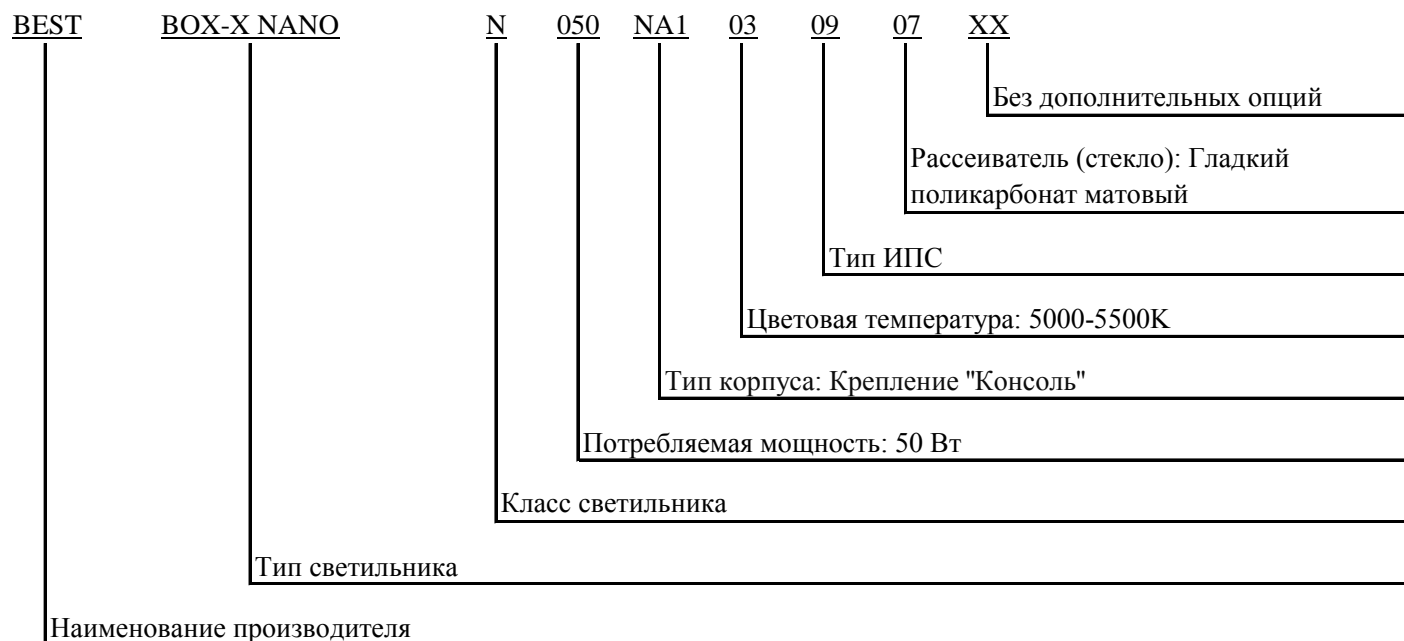 BEST BOX-X NANO N 050 NA1 03 09 07 XX
Без дополнительных опций
Рассеиватель (стекло): Гладкий
поликарбонат матовый
Тип ИПС
Цветовая температура: 5000-5500К
Тип корпуса: Крепление "Консоль"
Потребляемая мощность: 50 Вт
Класс светильника
Тип светильника
Наименование производителя